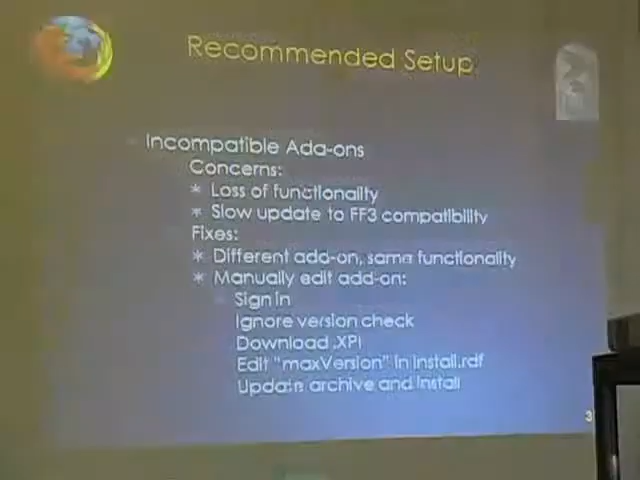 Recommended Setup
Incompatible Add-ons
Concerns:
* Loss of functionality
* Slow update to FF3 compatibility
Fixes:
* Different add-on, same functionality
* Manually edit add-on:
Sign in
Ignore version check
Download .XPI
Edit "maxVersion" in install.rdf
Update archive and install
3